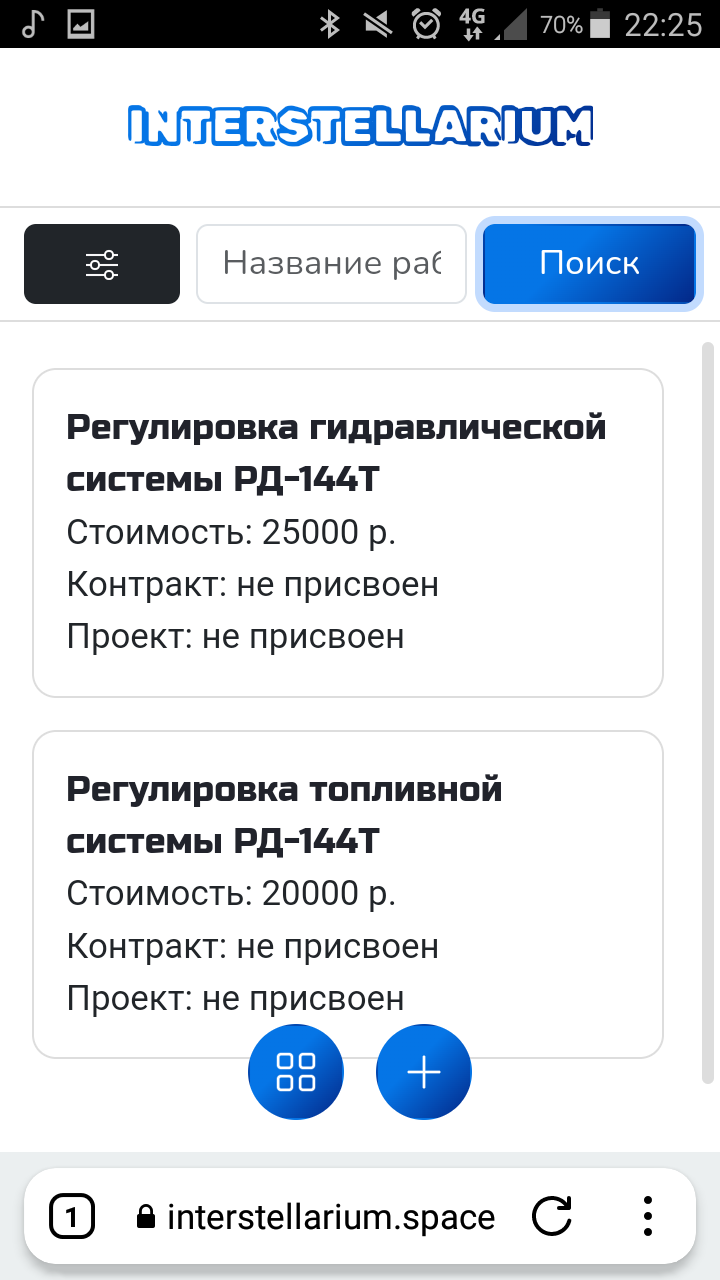 4G 70% 22:25
INTERSTELLARIUM
Название раб Поиск
Регулировка гидравлической
системы РД-144Т
Стоимость: 25000 р.
Контракт: не присвоен
Проект: не присвоен
Регулировка топливной
системы РД-144Т
Стоимость: 20000 р.
Контракт: не присвоен
Проект: не присвоен
1 interstellarium.space